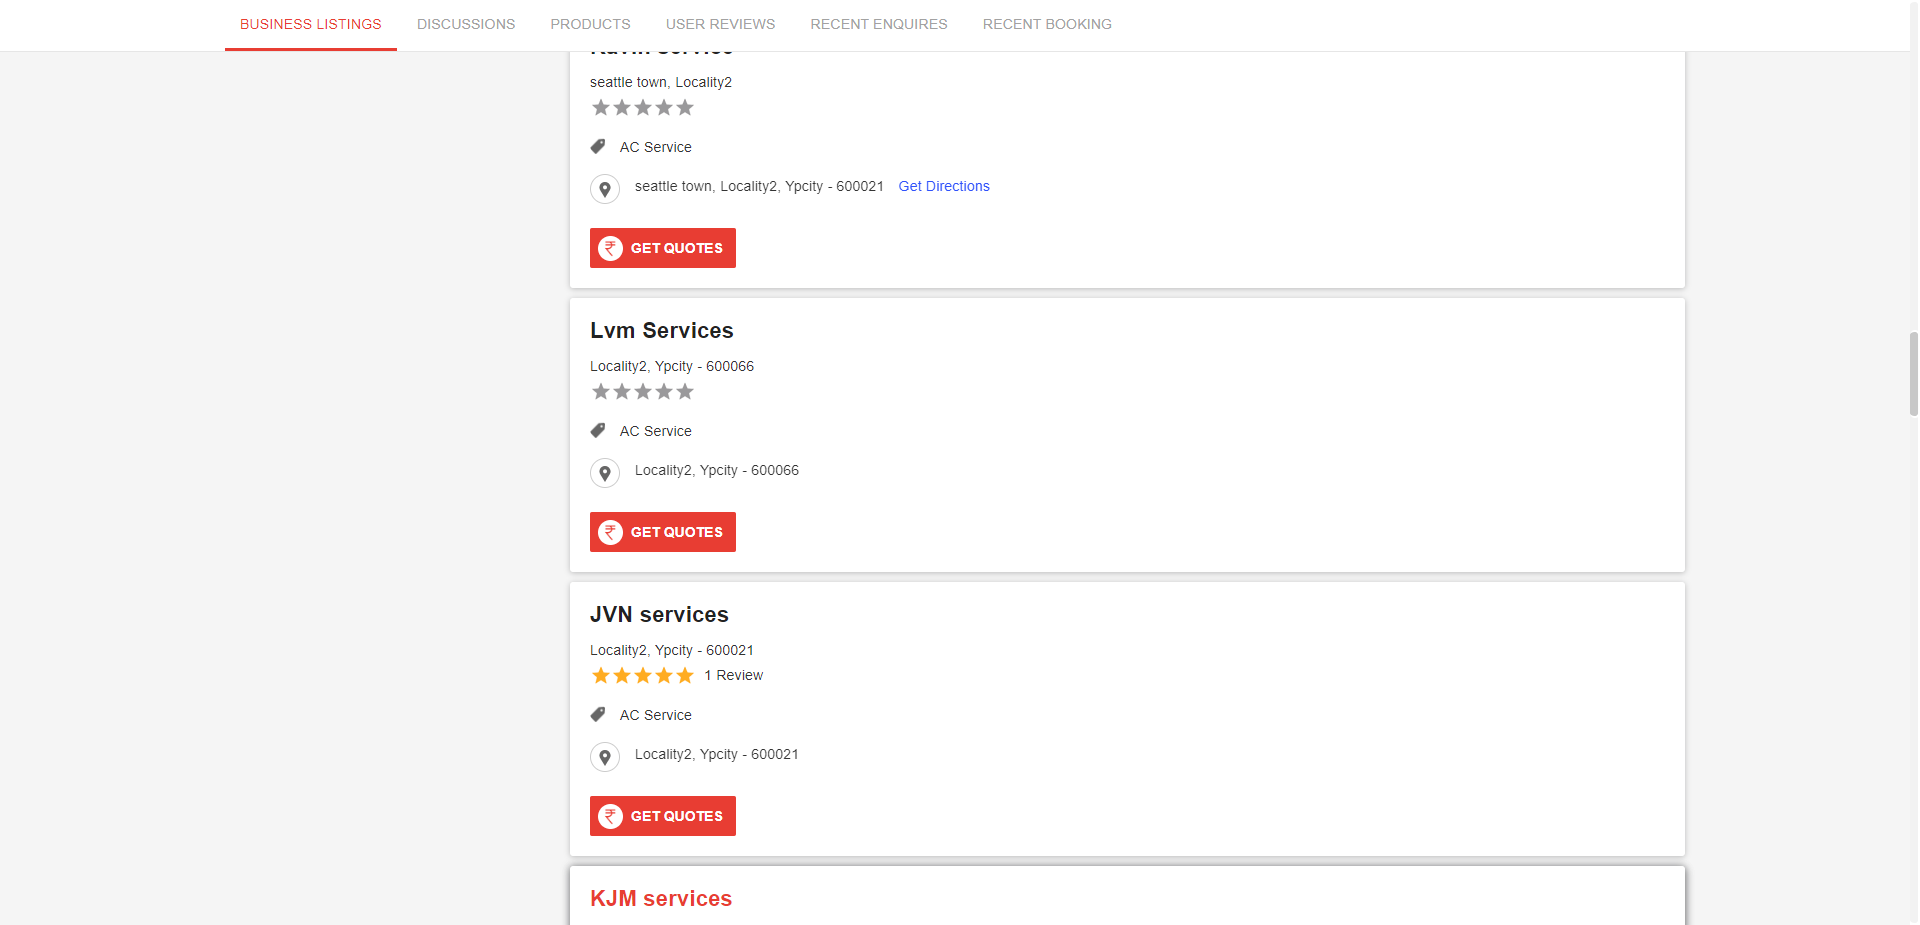 BUSINESS LISTINGS DISCUSSIONS PRODUCTS USER REVIEWS RECENT ENQUIRES RECENT BOOKING
seattle town, Locality2
AC Service
seattle town, Locality2, Ypcity - 600021 Get Directions
₹ GET QUOTES
Lvm Services
Locality2, Ypcity - 600066
AC Service
Locality2, Ypcity - 600066
₹ GET QUOTES
JVN services
Locality2, Ypcity - 600021
1 Review
AC Service
Locality2, Ypcity - 600021
₹ GET QUOTES
KJM services